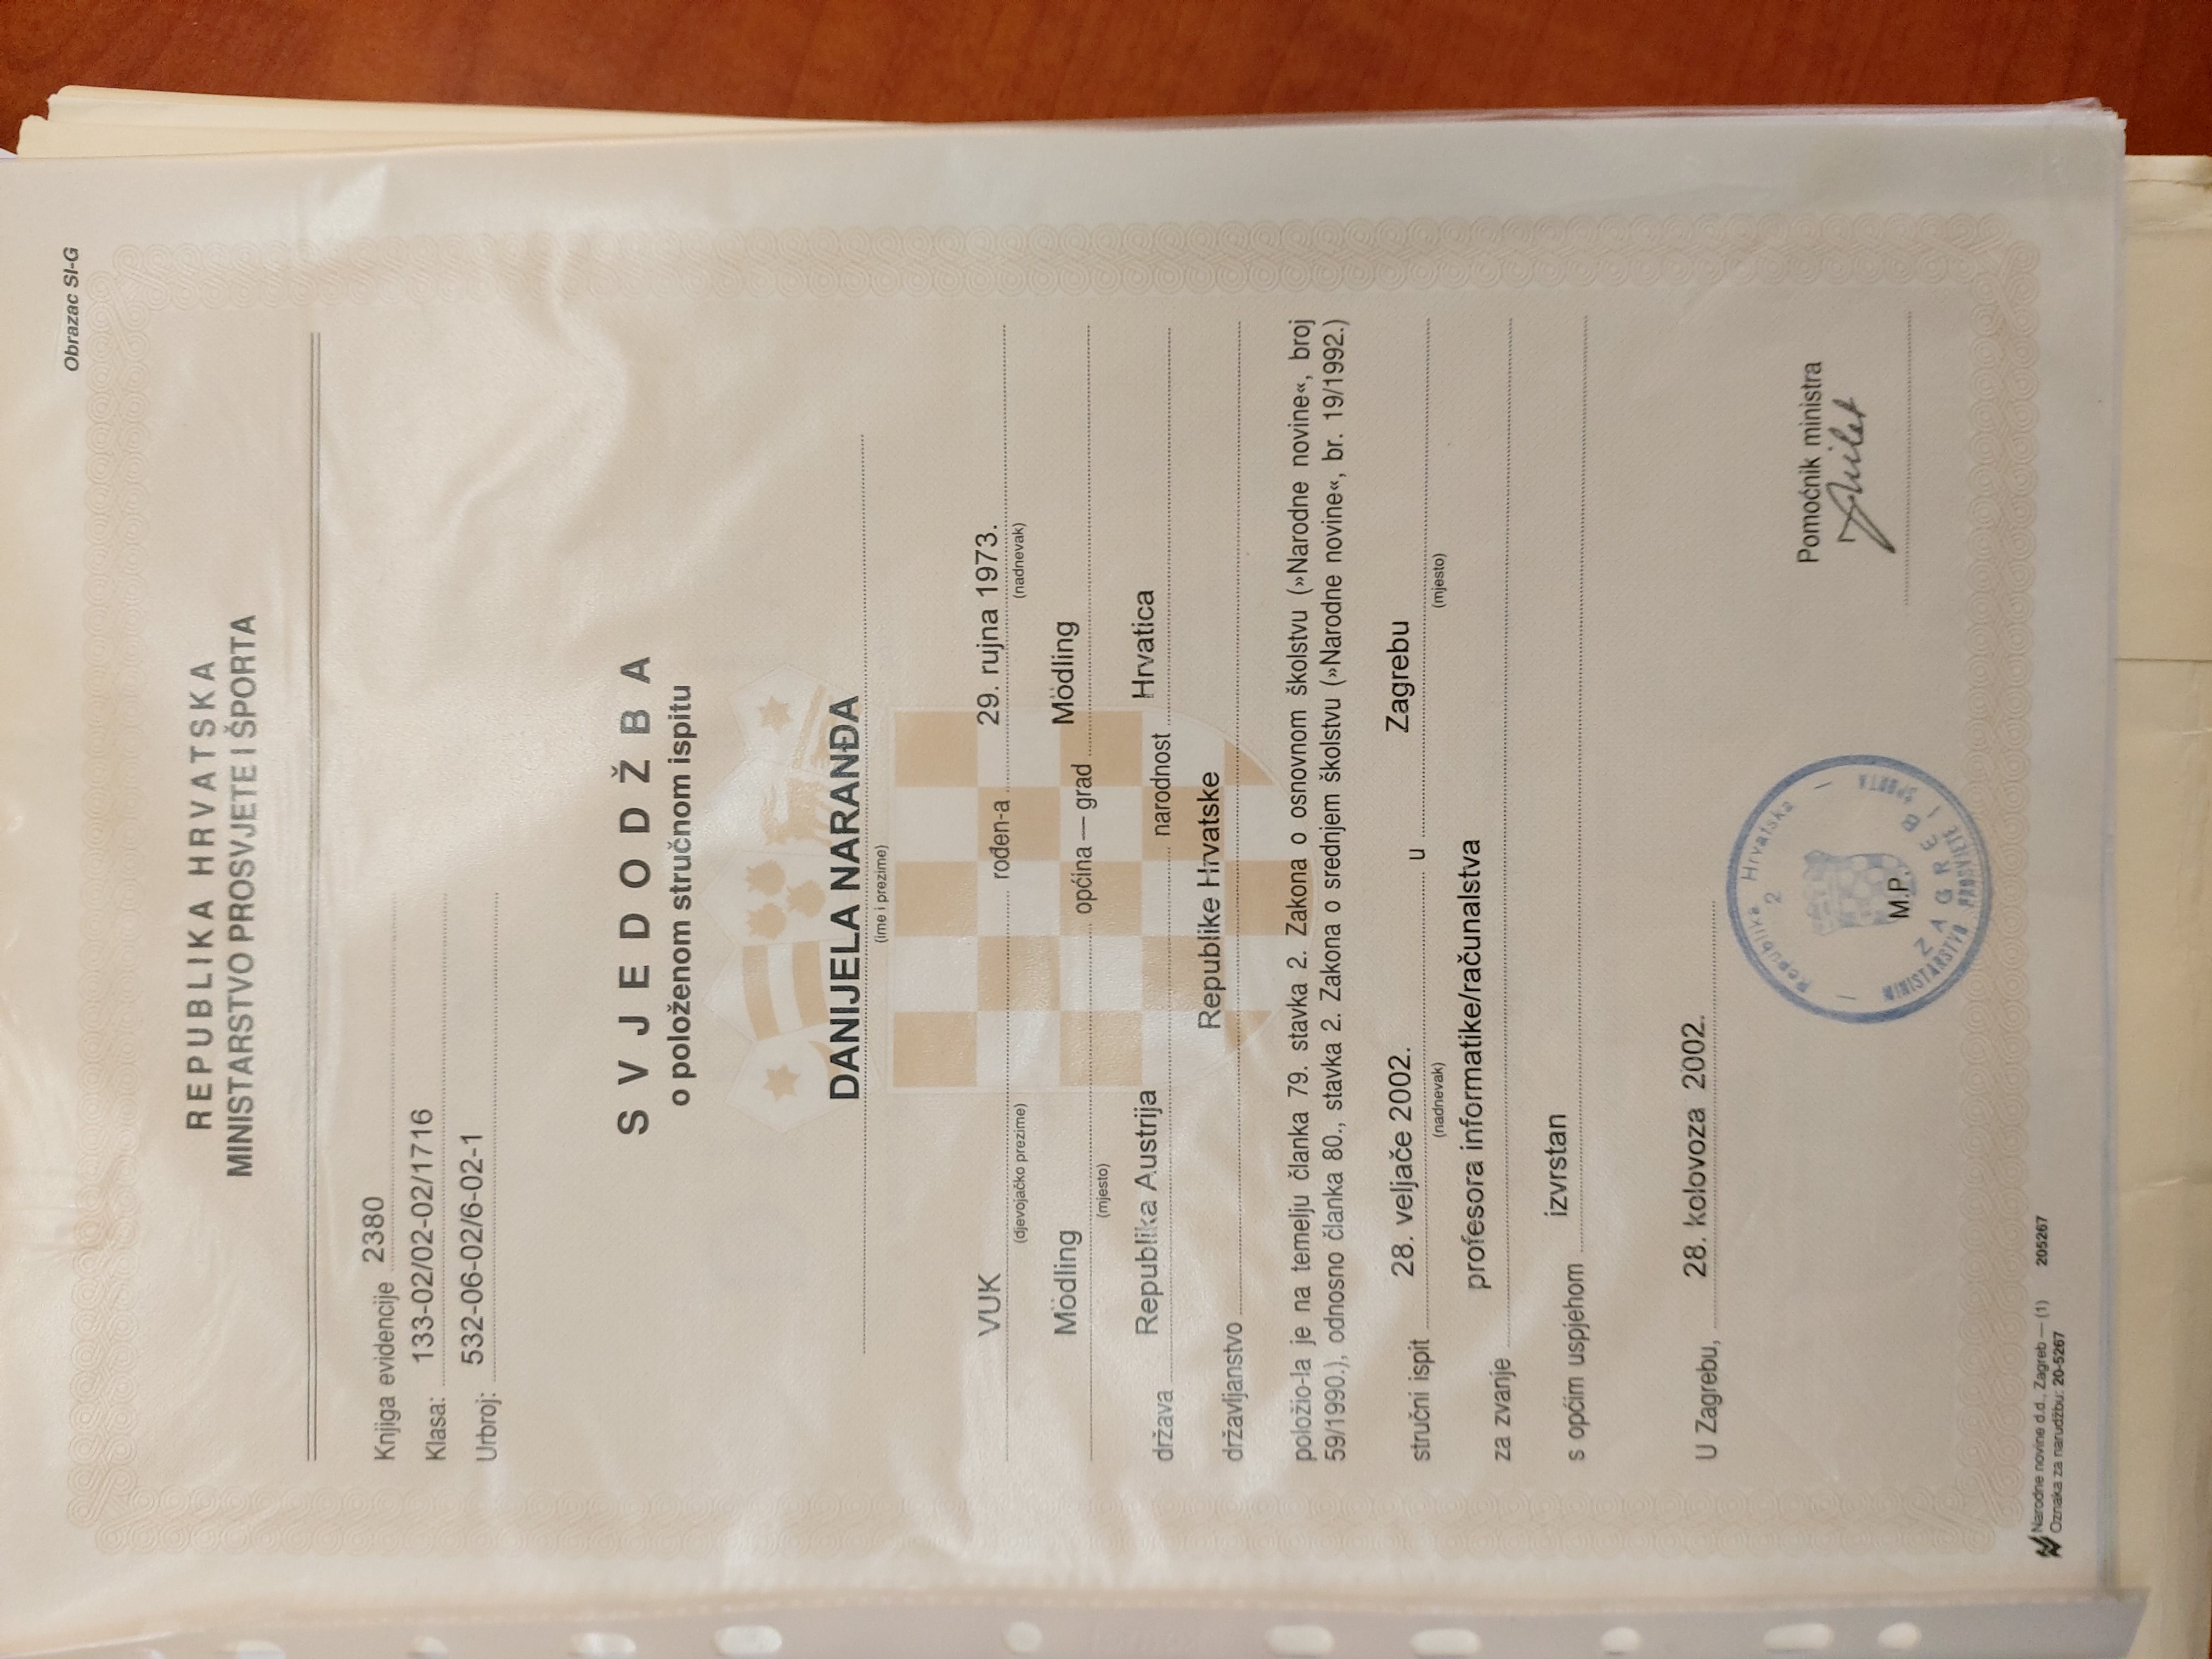 Obrazac SI-G
REPUBLIKA HRVATSKA
MINISTARSTVO PROSVJETE I ŠPORTA
Knjiga evidencije 2380
Klasa: 133-02/02-02/1716
Urbroj: 532-06-02/6-02-1
SVJEDODŽBA
o položenom stručnom ispitu
DANIJELA NARANĐA
(ime i prezime)
VUK rođen-a 29. rujna 1973.
(djevojačko prezime) (nadnevak)
Mödling općina — grad Mödling
(mjesto)
država Republika Austrija narodnost Hrvatica
državljanstvo Republike Hrvatske
položio-la je na temelju članka 79. stavka 2. Zakona o osnovnom školstvu (»Narodne novine«, broj
59/1990.), odnosno članka 80., stavka 2. Zakona o srednjem školstvu (»Narodne novine«, br. 19/1992.)
stručni ispit 28. veljače 2002. u Zagrebu
(nadnevak) (mjesto)
za zvanje profesora informatike/računalstva
s općim uspjehom izvrstan
U Zagrebu, 28. kolovoza 2002.
Pomoćnik ministra
Republika Hrvatska
2
MINISTARSTVO PROSVJETE I ŠPORTA
ZAGREB
M.P.
Narodne novine d.d., Zagreb — (1) 205267
Oznaka za narudžbu: 20-5267